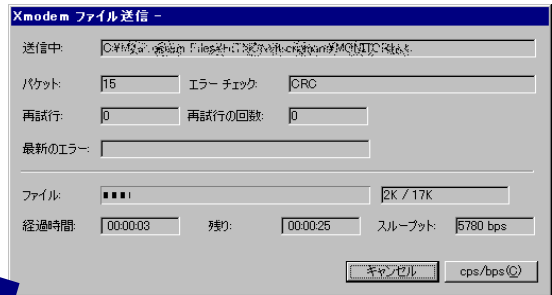 Xmodem ファイル送信 -
送信中:
パケット: 15 エラー チェック: CRC
再試行: 0 再試行の回数: 0
最新のエラー:
ファイル: 2K / 17K
経過時間: 00:00:03 残り: 00:00:25 スループット: 5780 bps
キャンセル cps/bps(C)